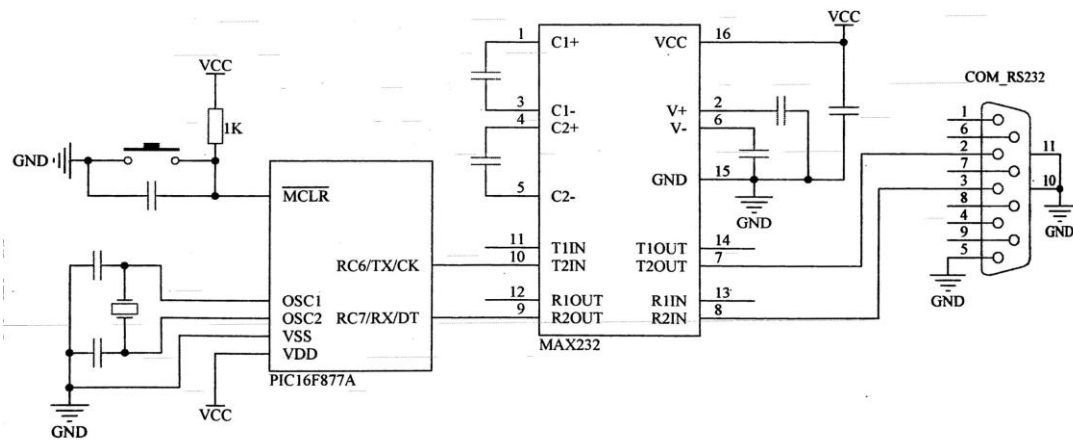 VCC
1K
GND
MCLR
RC6/TX/CK
OSC1
OSC2
RC7/RX/DT
VSS
VDD
PIC16F877A
VCC
GND
1
C1+
VCC
16
VCC
3
C1-
V+
2
4
C2+
V-
6
5
C2-
GND
15
GND
11
T1IN
T1OUT
14
10
T2IN
T2OUT
7
12
R1OUT
R1IN
13
9
R2OUT
R2IN
8
MAX232
COM_RS232
1
6
2
7
3
8
4
9
5
11
10
GND
GND